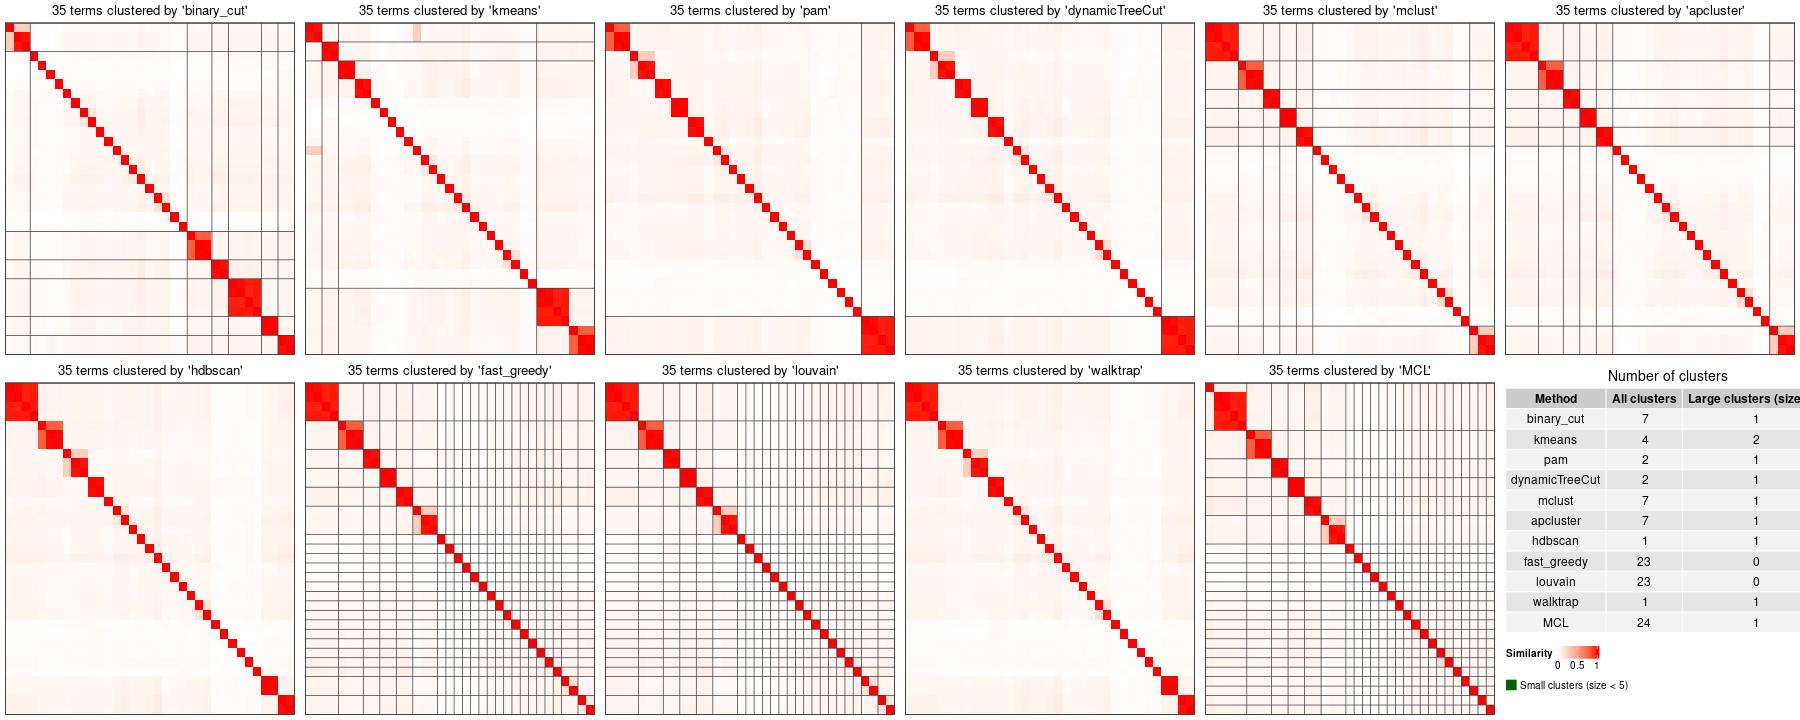 35 terms clustered by 'binary_cut'
35 terms clustered by 'kmeans'
35 terms clustered by 'pam'
35 terms clustered by 'dynamicTreeCut'
35 terms clustered by 'mclust'
35 terms clustered by 'apcluster'
35 terms clustered by 'hdbscan'
35 terms clustered by 'fast_greedy'
35 terms clustered by 'louvain'
35 terms clustered by 'walktrap'
35 terms clustered by 'MCL'
Number of clusters
Method All clusters Large clusters (size
binary_cut 7 1
kmeans 4 2
pam 2 1
dynamicTreeCut 2 1
mclust 7 1
apcluster 7 1
hdbscan 1 1
fast_greedy 23 0
louvain 23 0
walktrap 1 1
MCL 24 1
Similarity
0 0.5 1
Small clusters (size < 5)